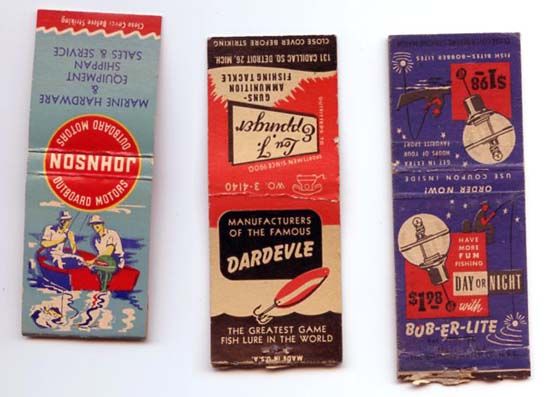 Close Cover Before Striking
MARINE HARDWARE
&
EQUIPMENT
SHIPPAN
SALES & SERVICE
JOHNSON
OUTBOARD MOTORS
OUTBOARD MOTORS
CLOSE COVER BEFORE STRIKING
131 CADILLAC SQ. DETROIT 26, MICH.
GUNS-
AMMUNITION
FISHING TACKLE
OUTFITTERS TO
Lou. J.
Eppinger
SPORTSMEN SINCE 1900
WO. 3-4140
MANUFACTURERS
OF THE FAMOUS
DARDEVLE
THE GREATEST GAME
FISH LURE IN THE WORLD
MADE IN U.S.A.
FISH BITES-BOBBER LITES
$1.98
GET IN EXTRA
HOURS OF YOUR
FAVORITE SPORT
ORDER NOW!
USE COUPON INSIDE
HAVE
MORE
FUN
FISHING
DAY OR NIGHT
$1.98
with
BOB-ER-LITE